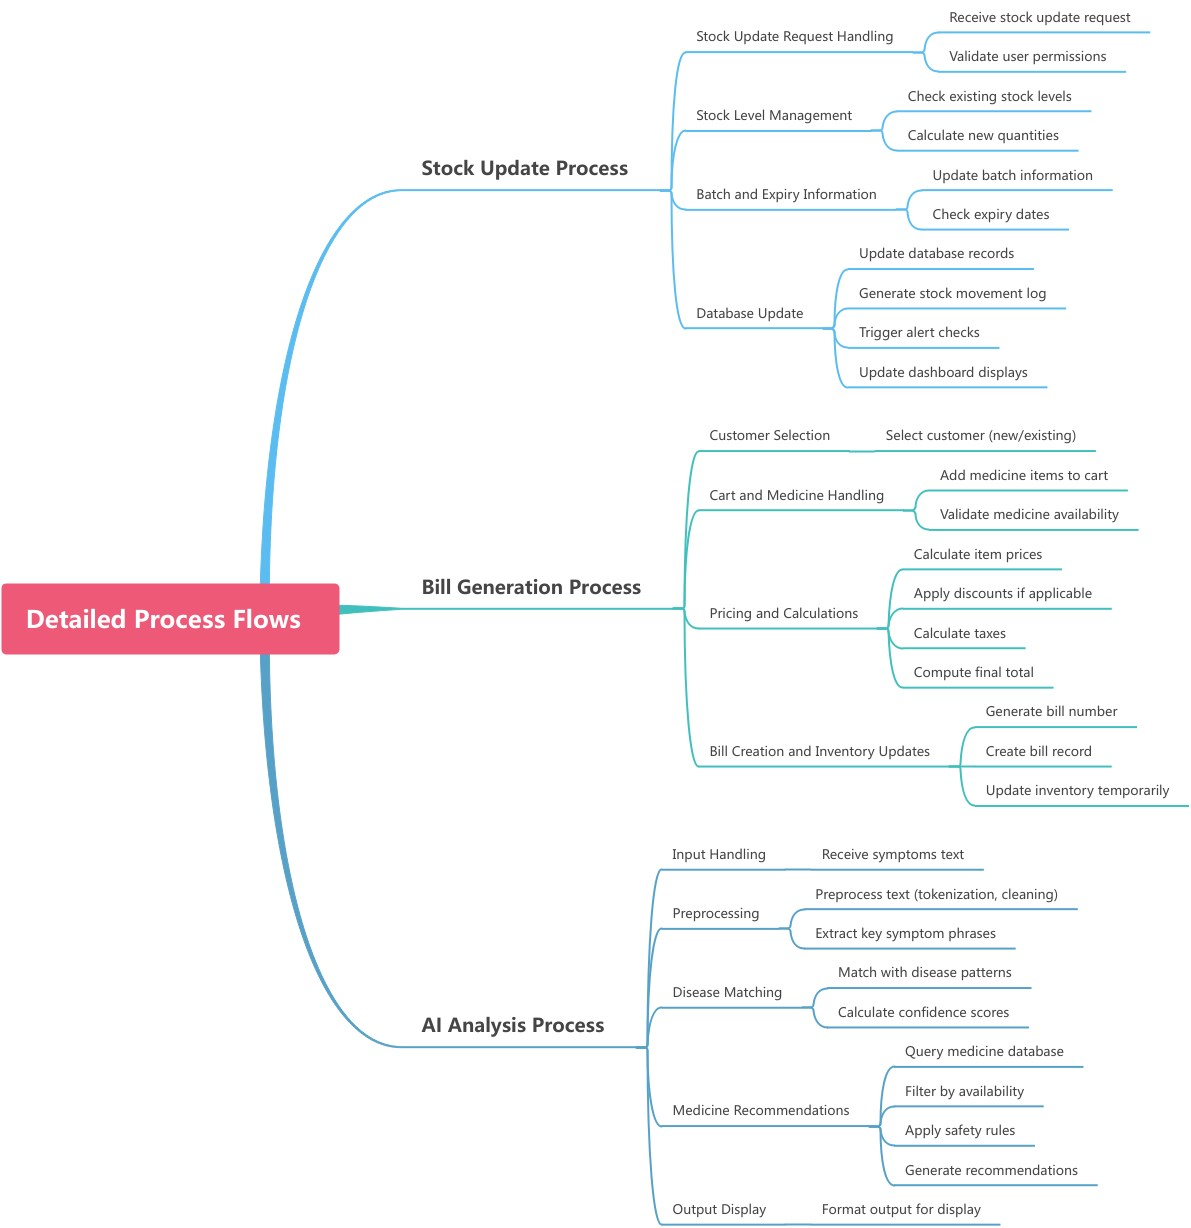 Detailed Process Flows
Stock Update Process
Stock Update Request Handling
Receive stock update request
Validate user permissions
Stock Level Management
Check existing stock levels
Calculate new quantities
Batch and Expiry Information
Update batch information
Check expiry dates
Database Update
Update database records
Generate stock movement log
Trigger alert checks
Update dashboard displays
Bill Generation Process
Customer Selection
Select customer (new/existing)
Cart and Medicine Handling
Add medicine items to cart
Validate medicine availability
Pricing and Calculations
Calculate item prices
Apply discounts if applicable
Calculate taxes
Compute final total
Bill Creation and Inventory Updates
Generate bill number
Create bill record
Update inventory temporarily
AI Analysis Process
Input Handling
Receive symptoms text
Preprocessing
Preprocess text (tokenization, cleaning)
Extract key symptom phrases
Disease Matching
Match with disease patterns
Calculate confidence scores
Medicine Recommendations
Query medicine database
Filter by availability
Apply safety rules
Generate recommendations
Output Display
Format output for display